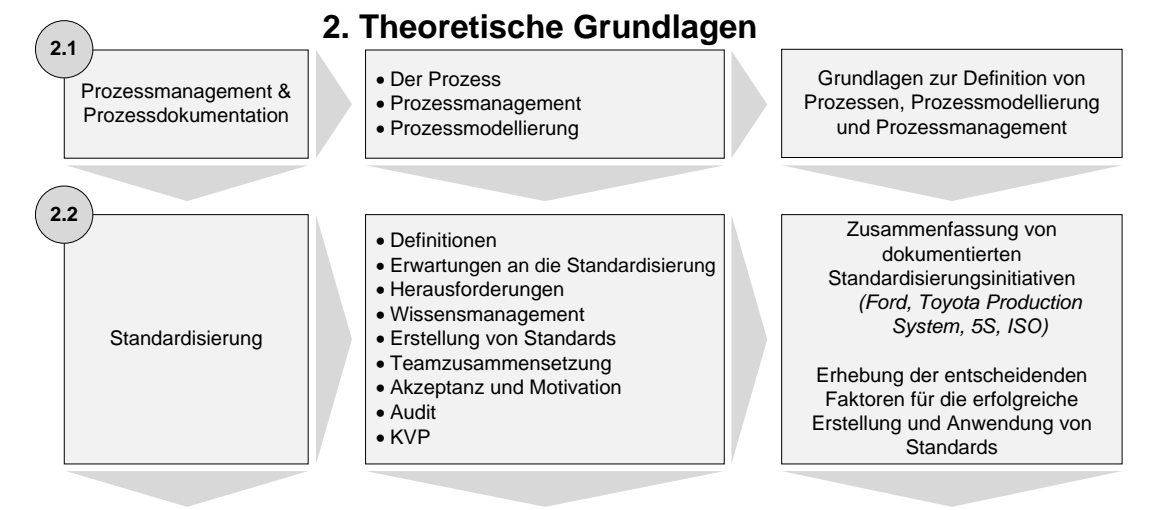 2. Theoretische Grundlagen
2.1
Prozessmanagement &
Prozessdokumentation
• Der Prozess
• Prozessmanagement
• Prozessmodellierung
Grundlagen zur Definition von
Prozessen, Prozessmodellierung
und Prozessmanagement
2.2
Standardisierung
• Definitionen
• Erwartungen an die Standardisierung
• Herausforderungen
• Wissensmanagement
• Erstellung von Standards
• Teamzusammensetzung
• Akzeptanz und Motivation
• Audit
• KVP
Zusammenfassung von
dokumentierten
Standardisierungsinitiativen
(Ford, Toyota Production
System, 5S, ISO)
Erhebung der entscheidenden
Faktoren für die erfolgreiche
Erstellung und Anwendung von
Standards